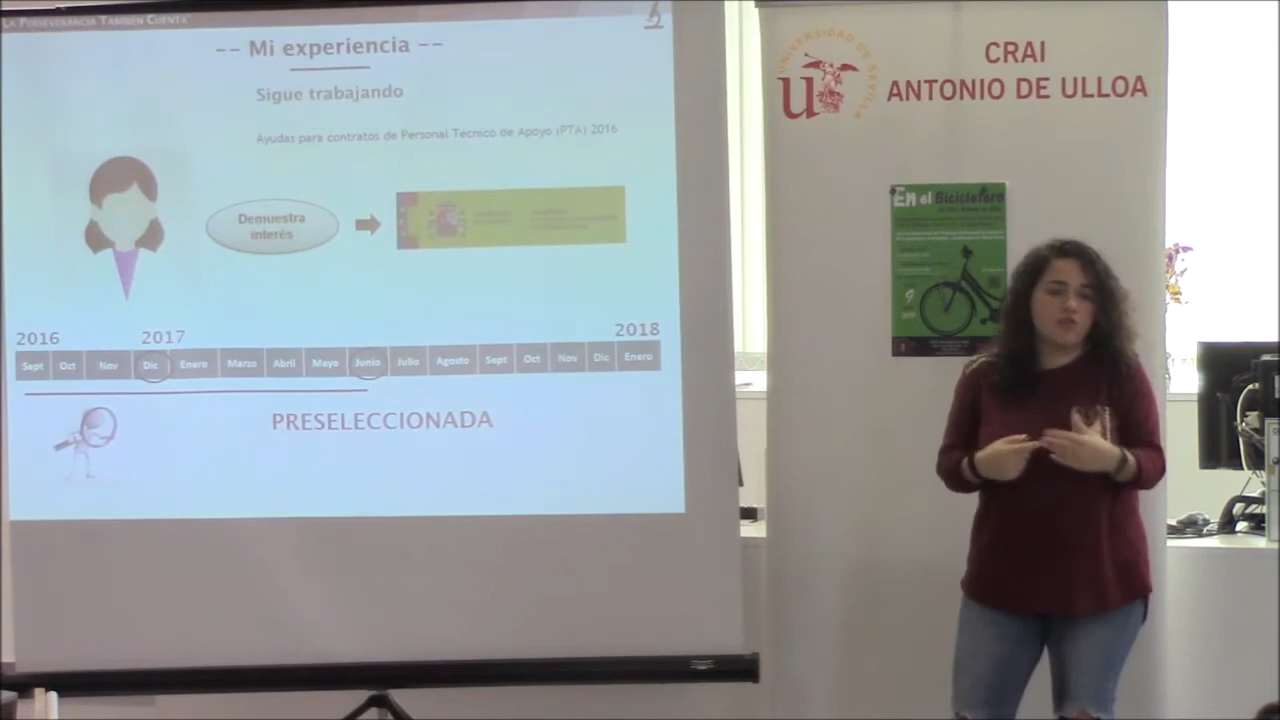 LA PERSEVERANCIA TAMBIÉN CUENTA
-- Mi experiencia --
Sigue trabajando
Ayudas para contratos de Personal Técnico de Apoyo (PTA) 2016
Demuestra
interés
2016 2017 2018
Sept Oct Nov Dic Enero Marzo Abril Mayo Junio Julio Agosto Sept Oct Nov Dic Enero
PRESELECCIONADA
UNIVERSIDAD DE SEVILLA
CRAI
ANTONIO DE ULLOA
En el Bicicleforo